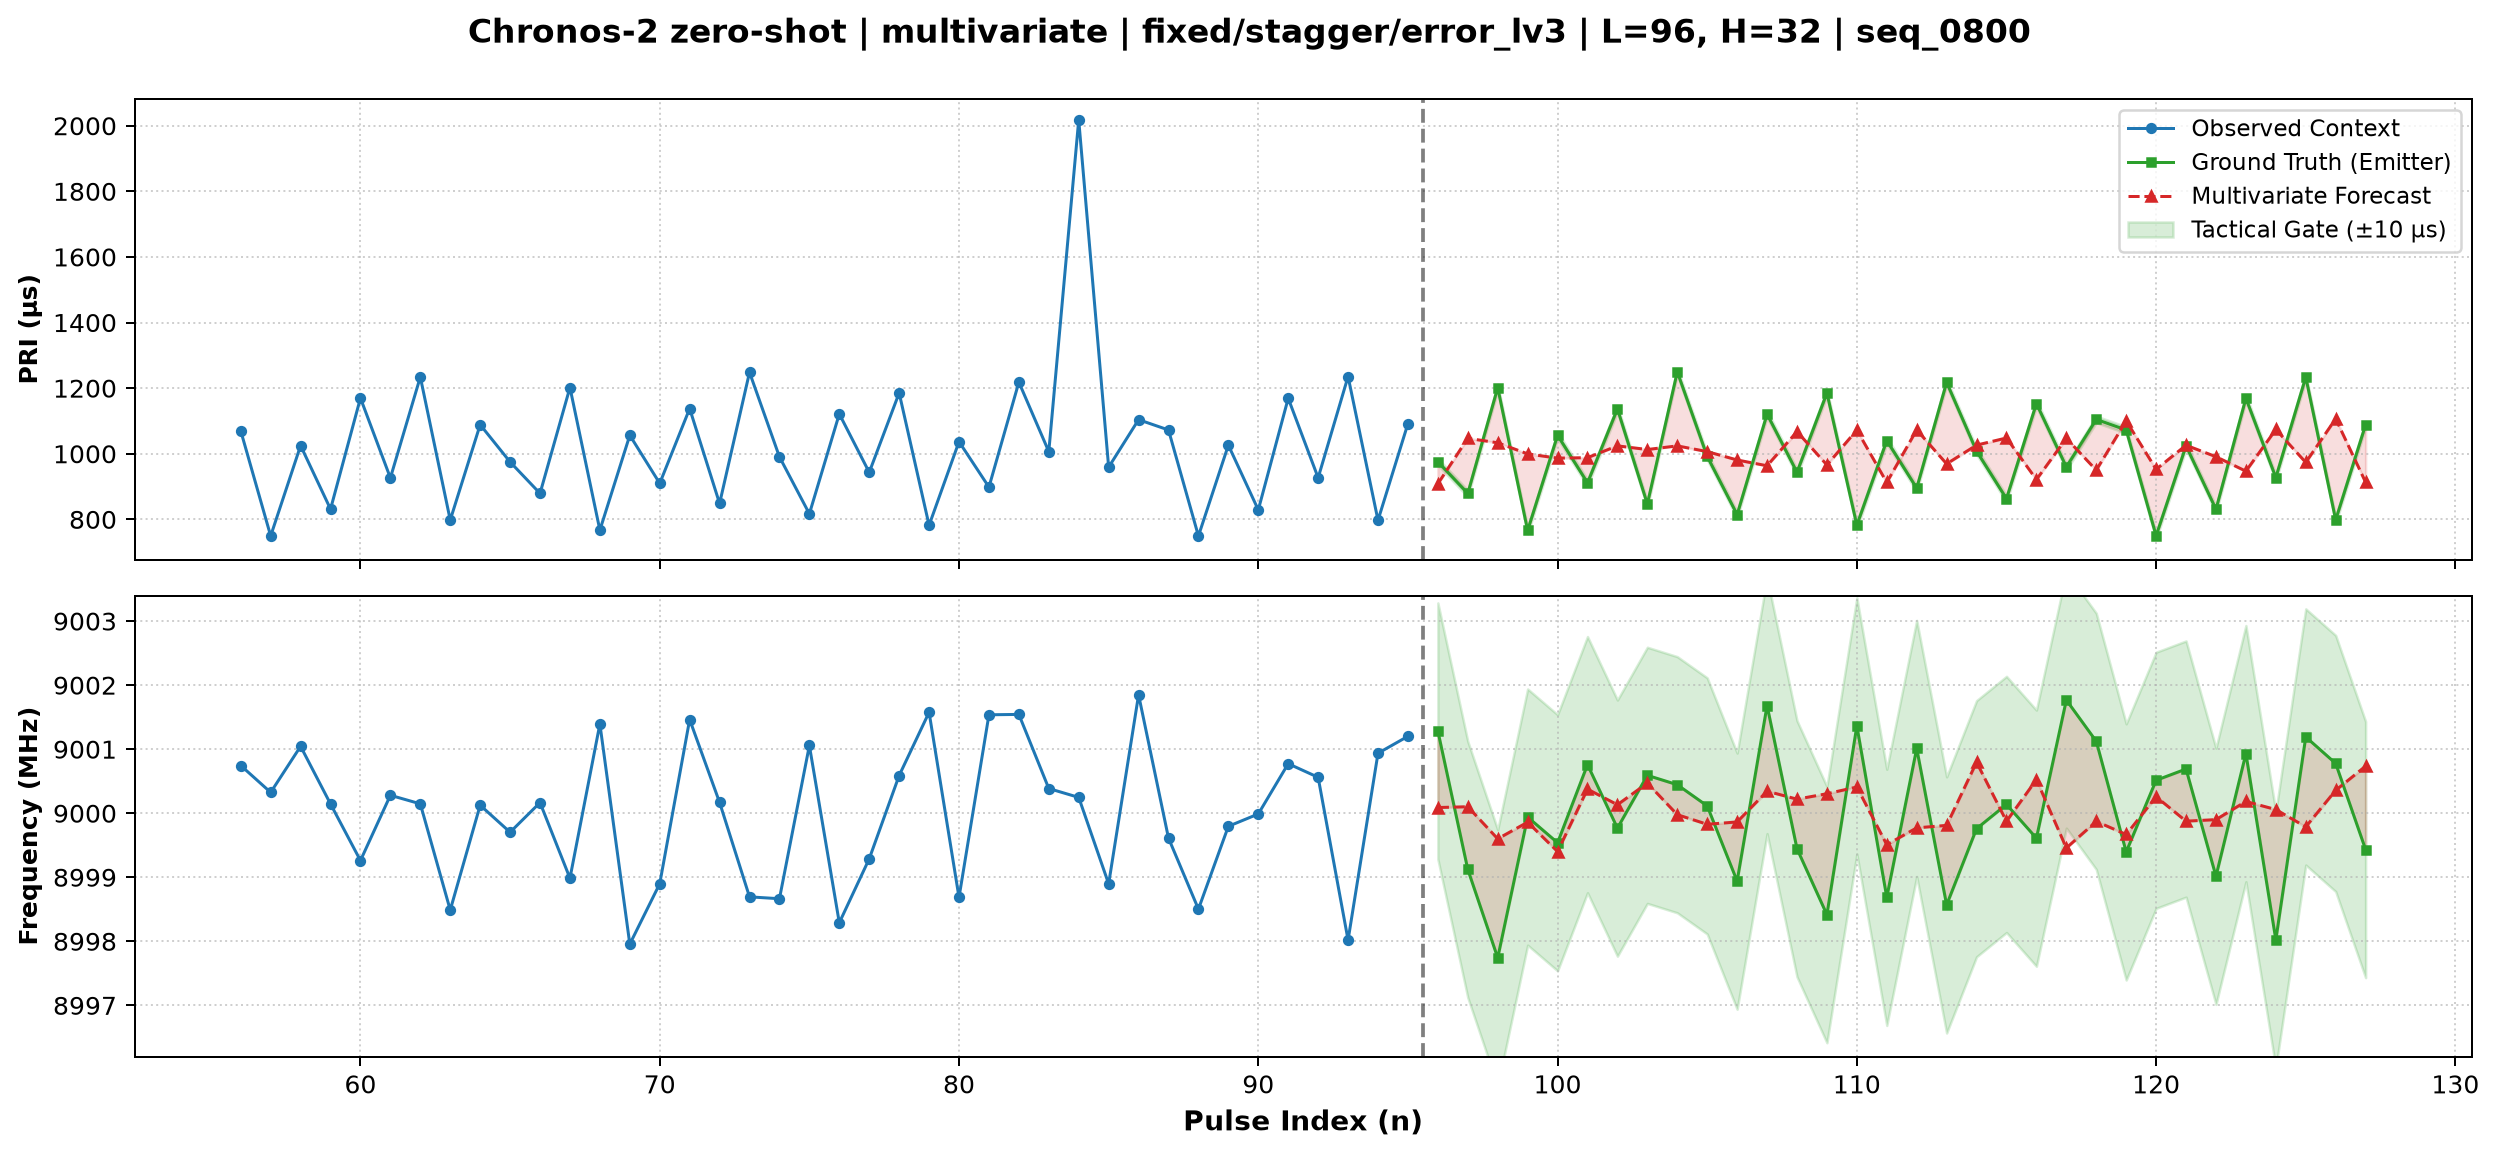 Chronos-2 zero-shot | multivariate | fixed/stagger/error_lv3 | L=96, H=32 | seq_0800
2000
1800
1600
1400
1200
1000
800
PRI (µs)
Observed Context
Ground Truth (Emitter)
Multivariate Forecast
Tactical Gate (±10 µs)
9003
9002
9001
9000
8999
8998
8997
Frequency (MHz)
60 70 80 90 100 110 120 130
Pulse Index (n)